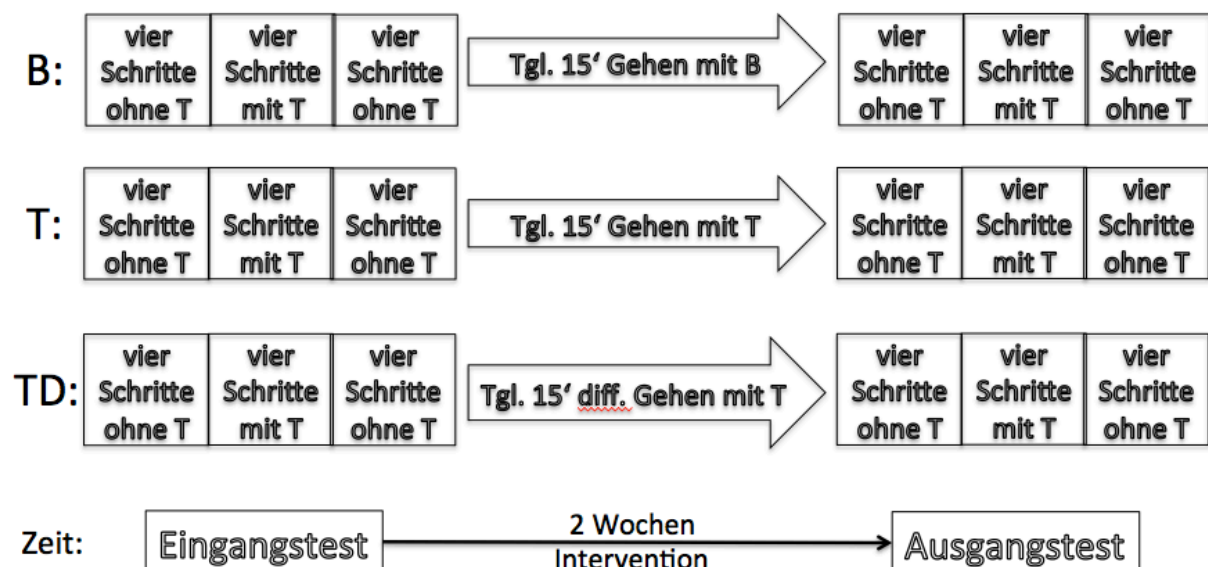 B:
vier
Schritte
ohne T
vier
Schritte
mit T
vier
Schritte
ohne T
Tgl. 15‘ Gehen mit B
vier
Schritte
ohne T
vier
Schritte
mit T
vier
Schritte
ohne T
T:
vier
Schritte
ohne T
vier
Schritte
mit T
vier
Schritte
ohne T
Tgl. 15‘ Gehen mit T
vier
Schritte
ohne T
vier
Schritte
mit T
vier
Schritte
ohne T
TD:
vier
Schritte
ohne T
vier
Schritte
mit T
vier
Schritte
ohne T
Tgl. 15‘ diff. Gehen mit T
vier
Schritte
ohne T
vier
Schritte
mit T
vier
Schritte
ohne T
Zeit:
Eingangstest
2 Wochen
Intervention
Ausgangstest